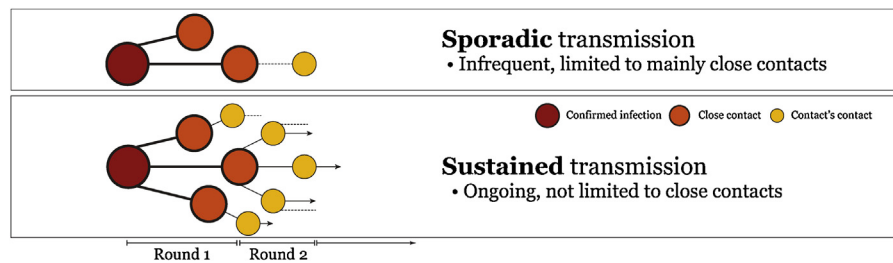 Sporadic transmission
• Infrequent, limited to mainly close contacts
Confirmed infection Close contact Contact's contact
Sustained transmission
• Ongoing, not limited to close contacts
Round 1 Round 2